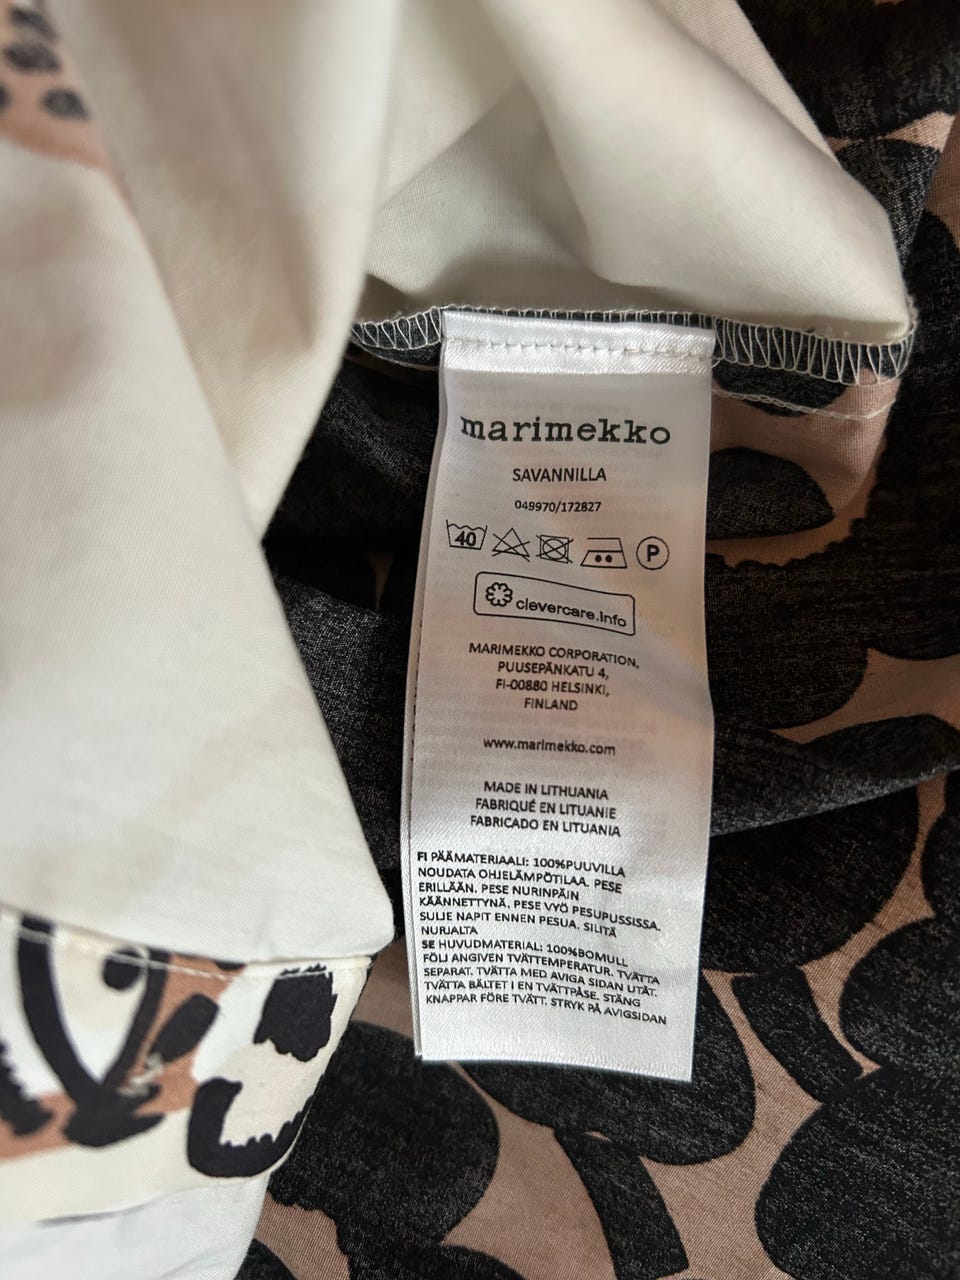 marimekko
SAVANNILLA
049970/172827
40 P
clevercare.info
MARIMEKKO CORPORATION,
PUUSEPÄNKATU 4,
FI-00880 HELSINKI,
FINLAND
www.marimekko.com
MADE IN LITHUANIA
FABRIQUÉ EN LITUANIE
FABRICADO EN LITUANIA
FI PÄÄMATERIAALI: 100%PUUVILLA
NOUDATA OHJELÄMPÖTILAA. PESE
ERILLÄÄN. PESE NURINPÄIN
KÄÄNNETTYNÄ. PESE VYÖ PESUPUSSISSA.
SULJE NAPIT ENNEN PESUA. SILITÄ
NURJALTA
SE HUVUDMATERIAL: 100%BOMULL
FÖLJ ANGIVEN TVÄTTEMPERATUR. TVÄTTA
SEPARAT. TVÄTTA MED AVIGA SIDAN UTÅT.
TVÄTTA BÄLTET I EN TVÄTTPÅSE. STÄNG
KNAPPAR FÖRE TVÄTT. STRYK PÅ AVIGSIDAN